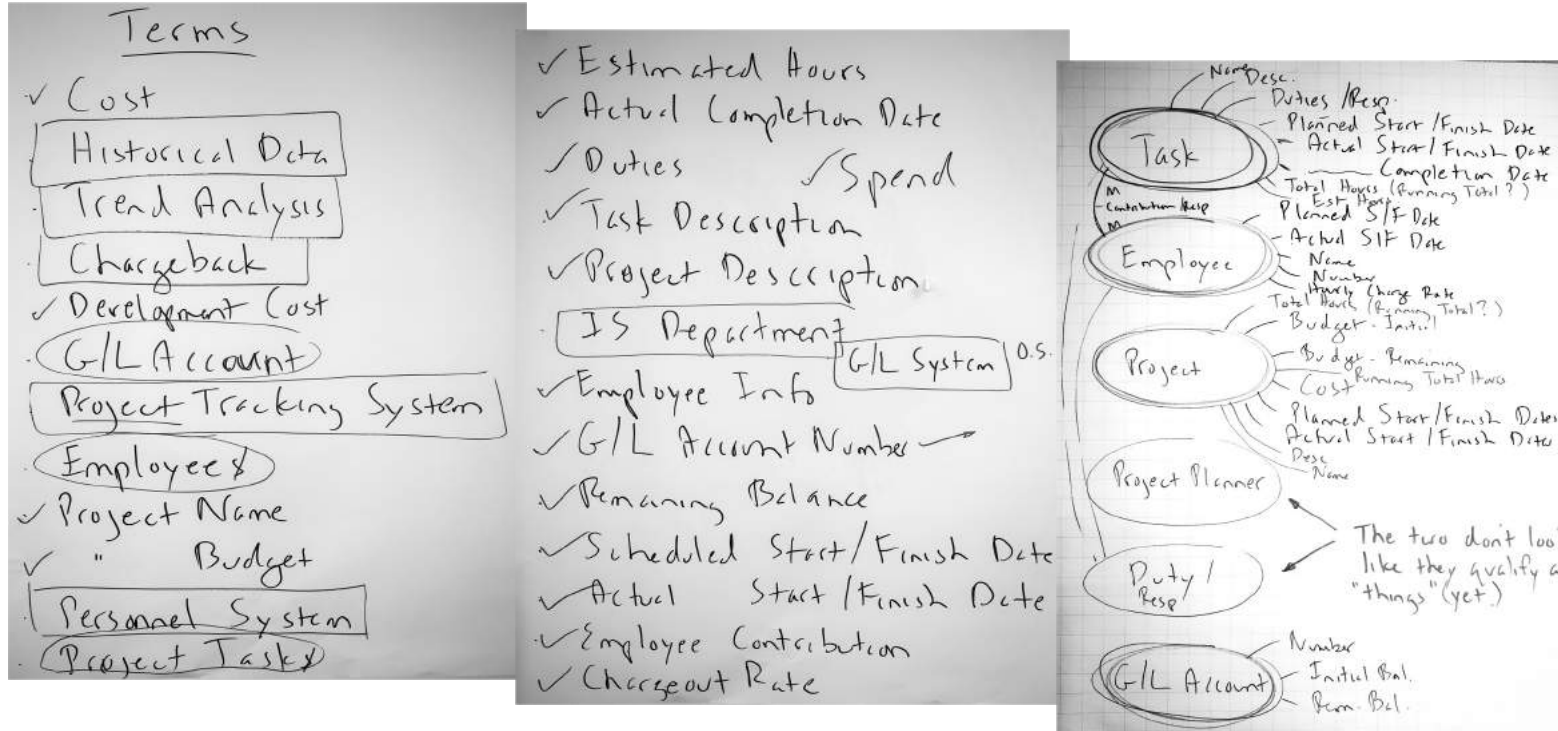 Terms
✓ Cost
Historical Data
Trend Analysis
Chargeback
✓ Development Cost
G/L Account
Project Tracking System
Employees
✓ Project Name
✓ " Budget
Personnel System
Project Tasks
✓ Estimated Hours
✓ Actual Completion Date
✓ Duties
✓ Spend
✓ Task Description
✓ Project Description
IS Department
G/L System O.S.
✓ Employee Info
✓ G/L Account Number
✓ Remaining Balance
✓ Scheduled Start/Finish Date
✓ Actual Start/Finish Date
✓ Employee Contribution
✓ Chargeout Rate
Name
Desc.
Duties/Resp.
Planned Start/Finish Date
Task
Actual Start/Finish Date
Completion Date
Total Hours (Running Total?)
Est Hours
M
Contribution/Resp
M
Planned S/F Date
Actual S/F Date
Employee
Name
Number
Hourly Charge Rate
Total Hours (Running Total?)
Budget - Initial
Project
Budget - Remaining
Running Total Hours
Cost
Planned Start/Finish Dates
Actual Start/Finish Dates
Desc
Name
Project Planner
The two don't
like they qualify
"things" (yet)
Duty/
Resp
Number
G/L Account
Initial Bal.
Rem. Bal.